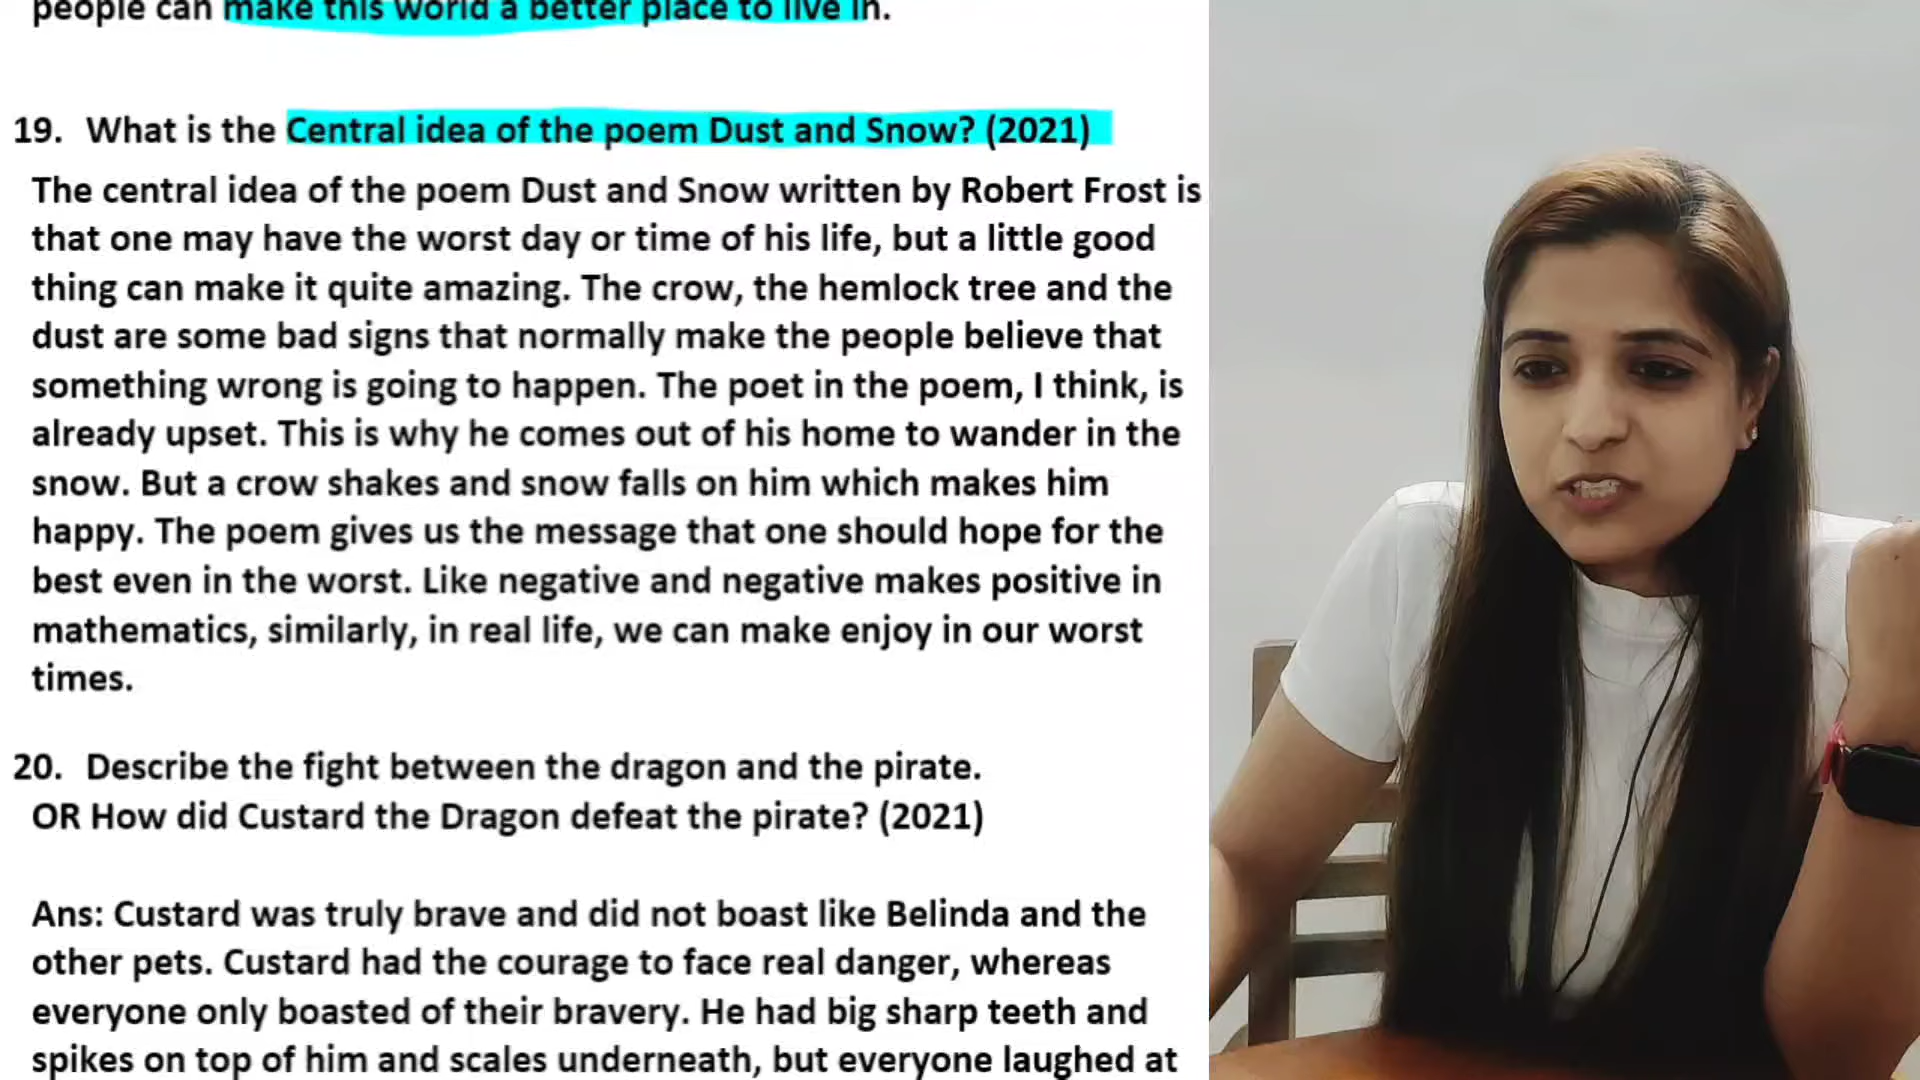 people can make this world a better place to live in.
19. What is the Central idea of the poem Dust and Snow? (2021)
The central idea of the poem Dust and Snow written by Robert Frost is
that one may have the worst day or time of his life, but a little good
thing can make it quite amazing. The crow, the hemlock tree and the
dust are some bad signs that normally make the people believe that
something wrong is going to happen. The poet in the poem, I think, is
already upset. This is why he comes out of his home to wander in the
snow. But a crow shakes and snow falls on him which makes him
happy. The poem gives us the message that one should hope for the
best even in the worst. Like negative and negative makes positive in
mathematics, similarly, in real life, we can make enjoy in our worst
times.
20. Describe the fight between the dragon and the pirate.
OR How did Custard the Dragon defeat the pirate? (2021)
Ans: Custard was truly brave and did not boast like Belinda and the
other pets. Custard had the courage to face real danger, whereas
everyone only boasted of their bravery. He had big sharp teeth and
spikes on top of him and scales underneath, but everyone laughed at